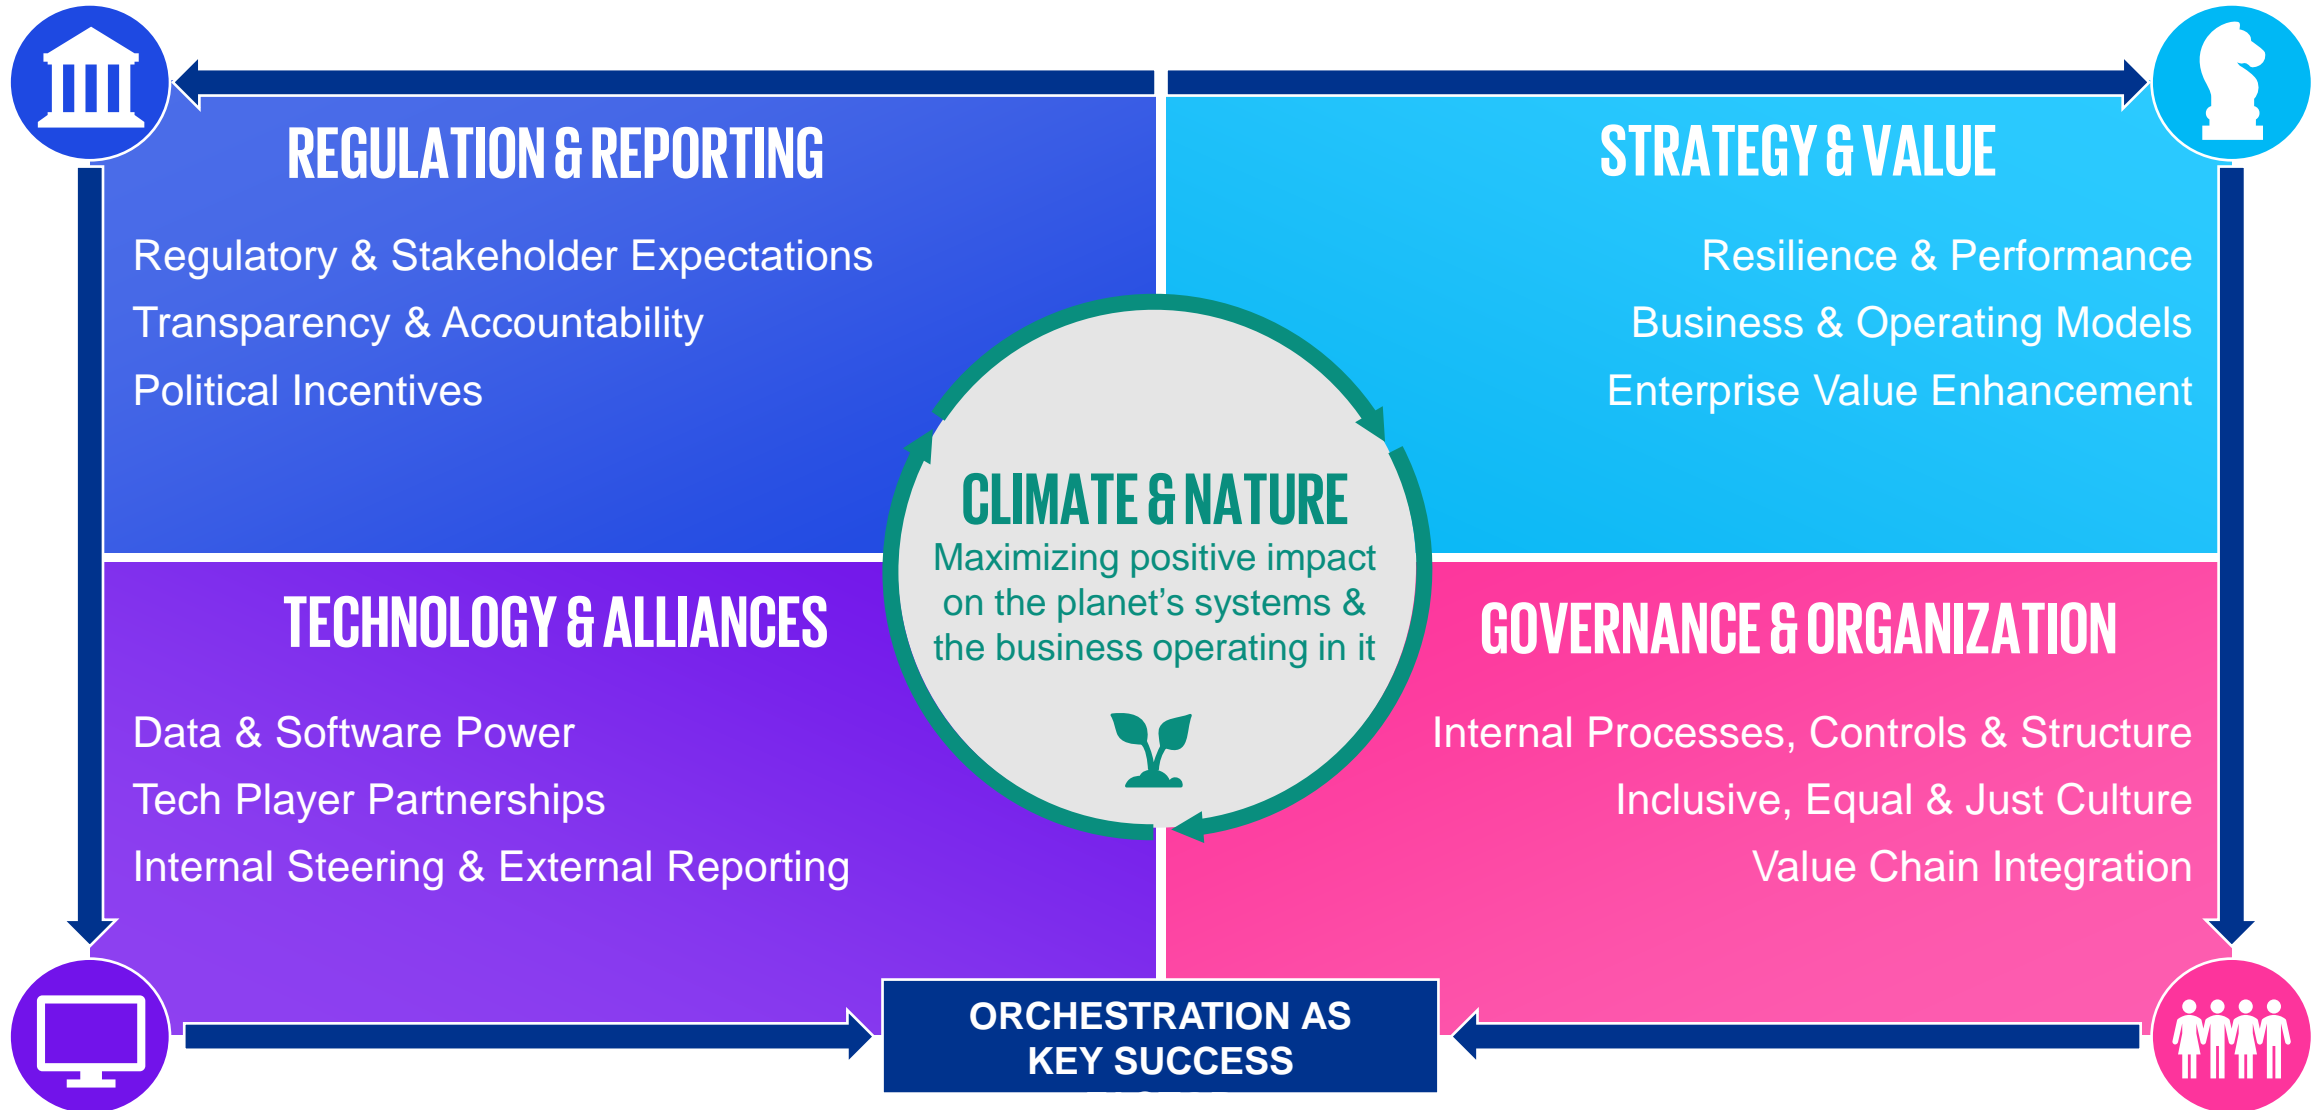 REGULATION & REPORTING
Regulatory & Stakeholder Expectations
Transparency & Accountability
Political Incentives
STRATEGY & VALUE
Resilience & Performance
Business & Operating Models
Enterprise Value Enhancement
CLIMATE & NATURE
Maximizing positive impact
on the planet’s systems &
the business operating in it
TECHNOLOGY & ALLIANCES
Data & Software Power
Tech Player Partnerships
Internal Steering & External Reporting
GOVERNANCE & ORGANIZATION
Internal Processes, Controls & Structure
Inclusive, Equal & Just Culture
Value Chain Integration
ORCHESTRATION AS
KEY SUCCESS